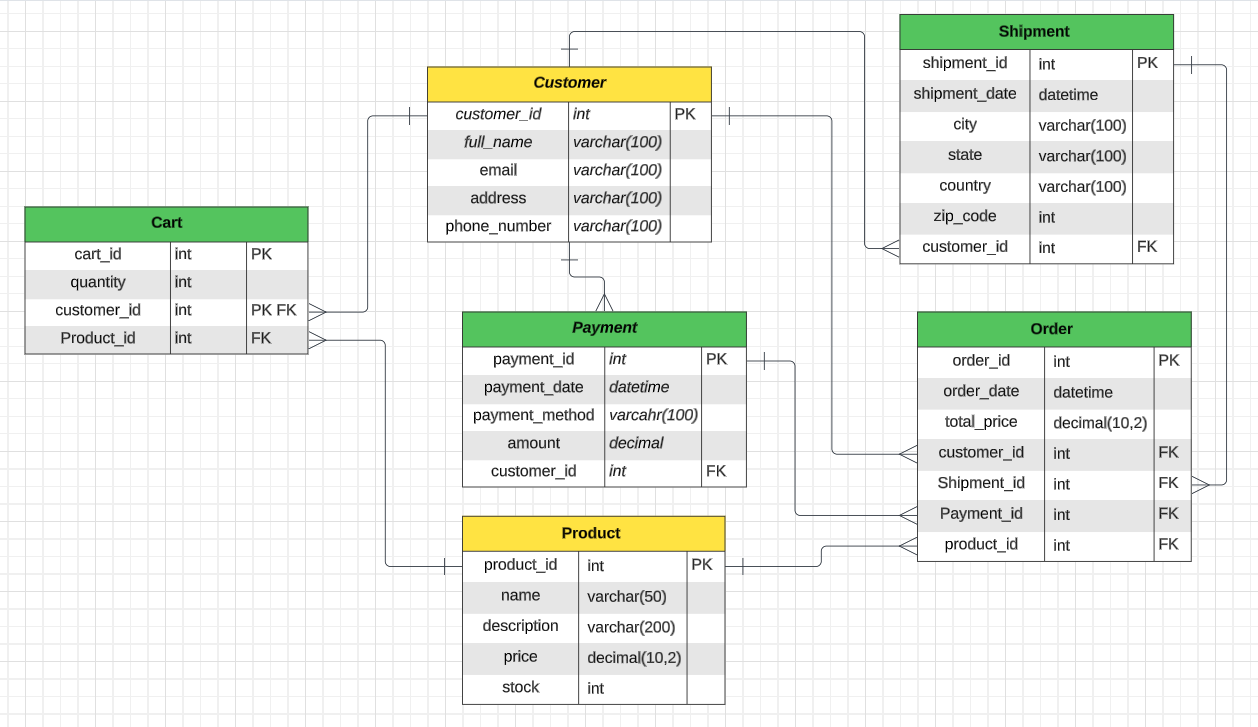 Customer
customer_id int PK
full_name varchar(100)
email varchar(100)
address varchar(100)
phone_number varchar(100)
Shipment
shipment_id int PK
shipment_date datetime
city varchar(100)
state varchar(100)
country varchar(100)
zip_code int
customer_id int FK
Cart
cart_id int PK
quantity int
customer_id int PK FK
Product_id int FK
Payment
payment_id int PK
payment_date datetime
payment_method varcahr(100)
amount decimal
customer_id int FK
Order
order_id int PK
order_date datetime
total_price decimal(10,2)
customer_id int FK
Shipment_id int FK
Payment_id int FK
product_id int FK
Product
product_id int PK
name varchar(50)
description varchar(200)
price decimal(10,2)
stock int